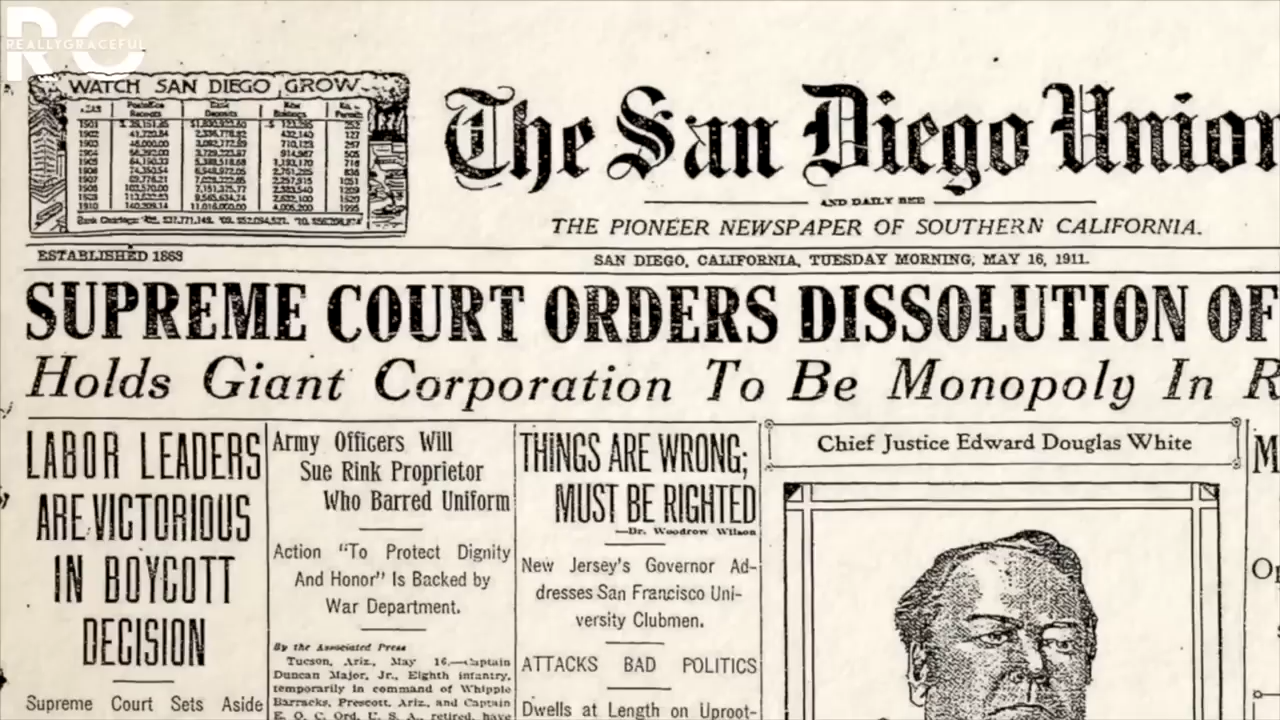 RG
REALLYGRACEFUL
WATCH SAN DIEGO GROW
The San Diego Union
AND DAILY BEE
THE PIONEER NEWSPAPER OF SOUTHERN CALIFORNIA.
ESTABLISHED 1868
SAN DIEGO, CALIFORNIA, TUESDAY MORNING, MAY 16, 1911.
SUPREME COURT ORDERS DISSOLUTION OF
Holds Giant Corporation To Be Monopoly In R
LABOR LEADERS
ARE VICTORIOUS
IN BOYCOTT
DECISION
Supreme Court Sets Aside
Army Officers Will
Sue Rink Proprietor
Who Barred Uniform
Action "To Protect Dignity
And Honor" Is Backed by
War Department.
By the Associated Press
Tucson, Ariz., May 16.—Captain
Duncan Major, Jr., Eighth infantry,
temporarily in command of Whipple
Barracks, Prescott, Ariz., and Captain
E. O. C. Ord, U. S. A., retired, have
THINGS ARE WRONG;
MUST BE RIGHTED
—Dr. Woodrow Wilson
New Jersey's Governor Ad-
dresses San Francisco Uni-
versity Clubmen.
ATTACKS BAD POLITICS
Dwells at Length on Uproot-
Chief Justice Edward Douglas White